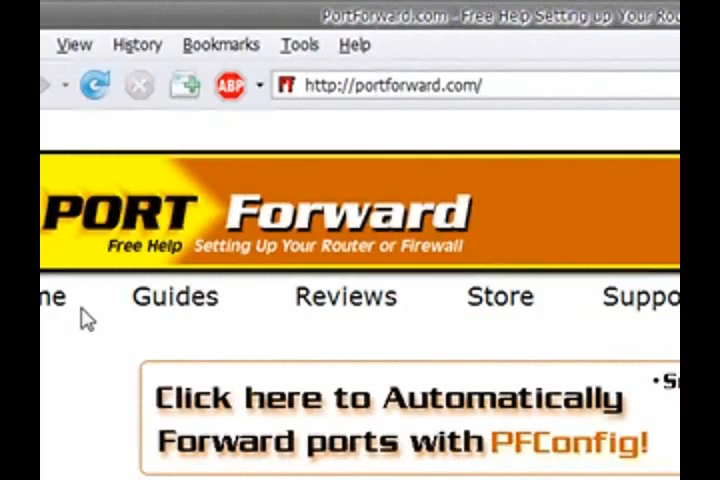 PortForward.com - Free Help Setting up Your Rou
View History Bookmarks Tools Help
ABP http://portforward.com/
PORT Forward
Free Help Setting Up Your Router or Firewall
me Guides Reviews Store Suppo
Click here to Automatically
Forward ports with PFConfig!